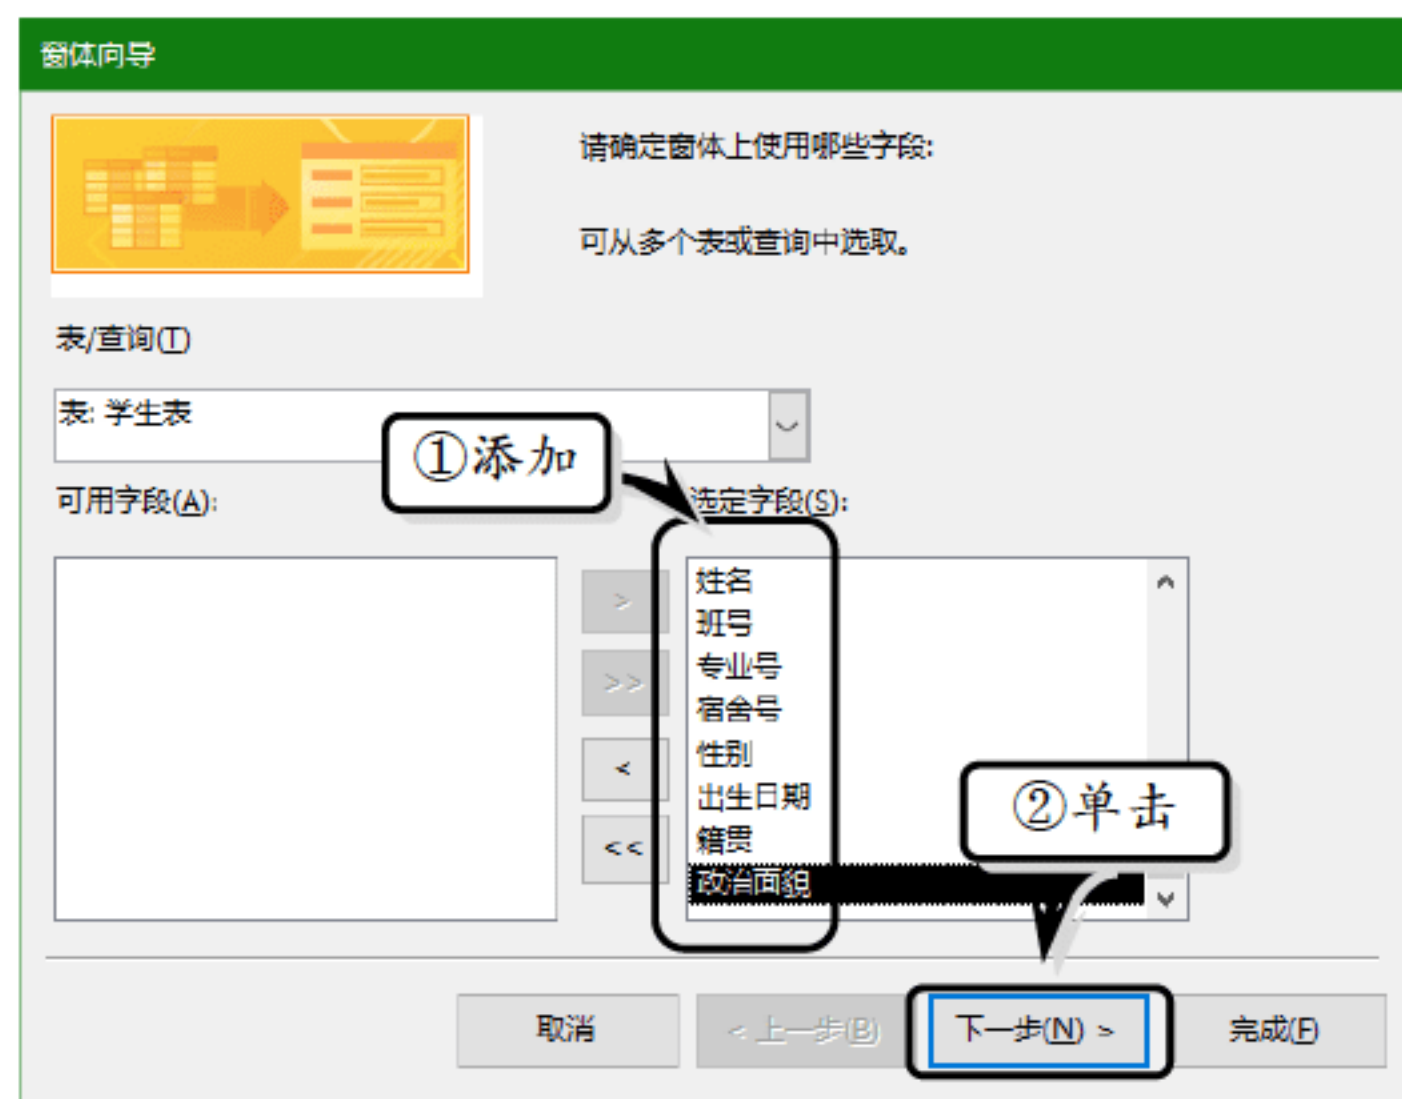 窗体向导
请确定窗体上使用哪些字段:
可从多个表或查询中选取。
表/查询(T)
表: 学生表
①添加
可用字段(A):
选定字段(S):
>
>>
<
<<
姓名
班号
专业号
宿舍号
性别
出生日期
籍贯
政治面貌
②单击
取消
< 上一步(B)
下一步(N) >
完成(F)